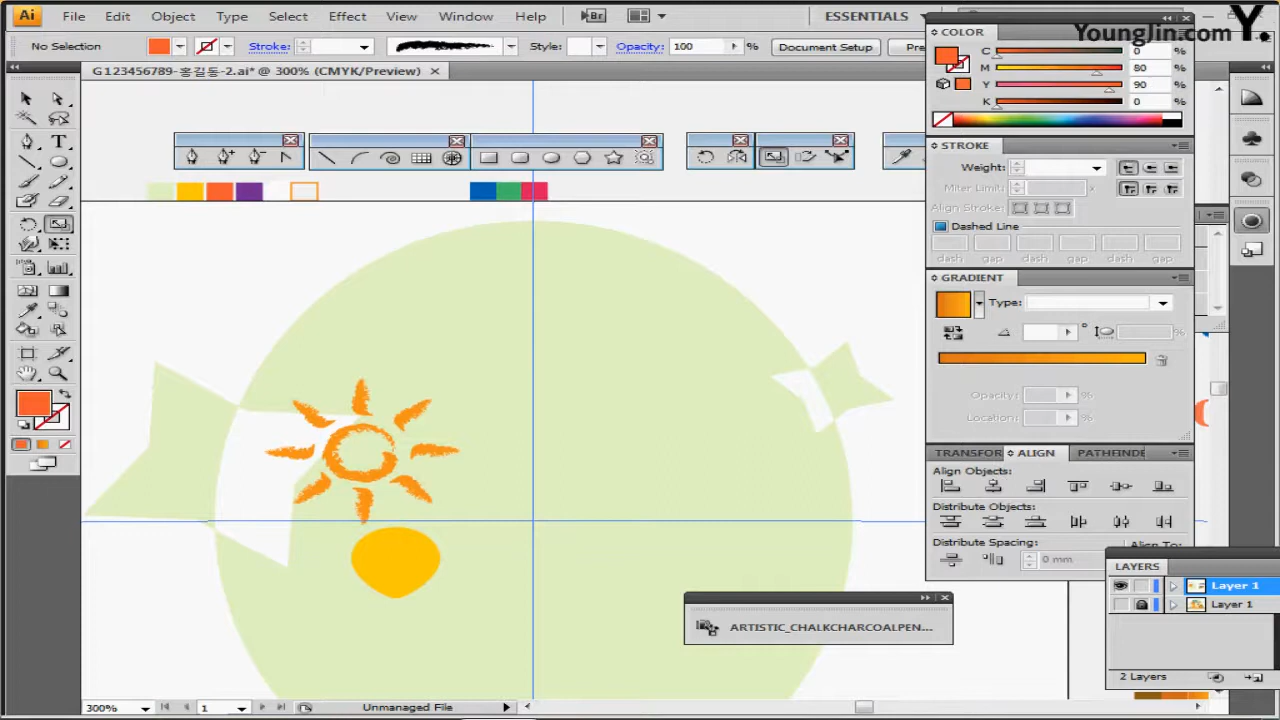 Ai File Edit Object Type Select Effect View Window Help Br ESSENTIALS
Y.
YoungJin.com
No Selection Stroke: Style: Opacity: 100 % Document Setup
G123456789-홍길동-2.ai* @ 300% (CMYK/Preview)
COLOR
C 0 %
M 80 %
Y 90 %
K 0 %
STROKE
Weight:
Miter Limit: x
Align Stroke:
Dashed Line
dash gap dash gap dash gap
GRADIENT
Type:
°
%
Opacity: %
Location: %
TRANSFOR ALIGN PATHFINDE
Align Objects:
Distribute Objects:
Distribute Spacing: Align To:
0 mm
LAYERS
Layer 1
Layer 1
2 Layers
ARTISTIC_CHALKCHARCOALPEN...
300% 1 Unmanaged File